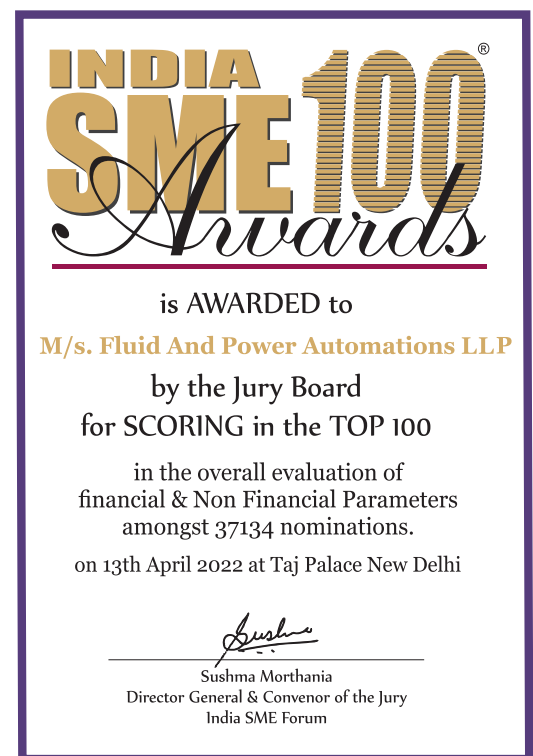 INDIA
SME 100 ®
Awards
is AWARDED to
M/s. Fluid And Power Automations LLP
by the Jury Board
for SCORING in the TOP 100
in the overall evaluation of
financial & Non Financial Parameters
amongst 37134 nominations.
on 13th April 2022 at Taj Palace New Delhi
Sushma
Sushma Morthania
Director General & Convenor of the Jury
India SME Forum